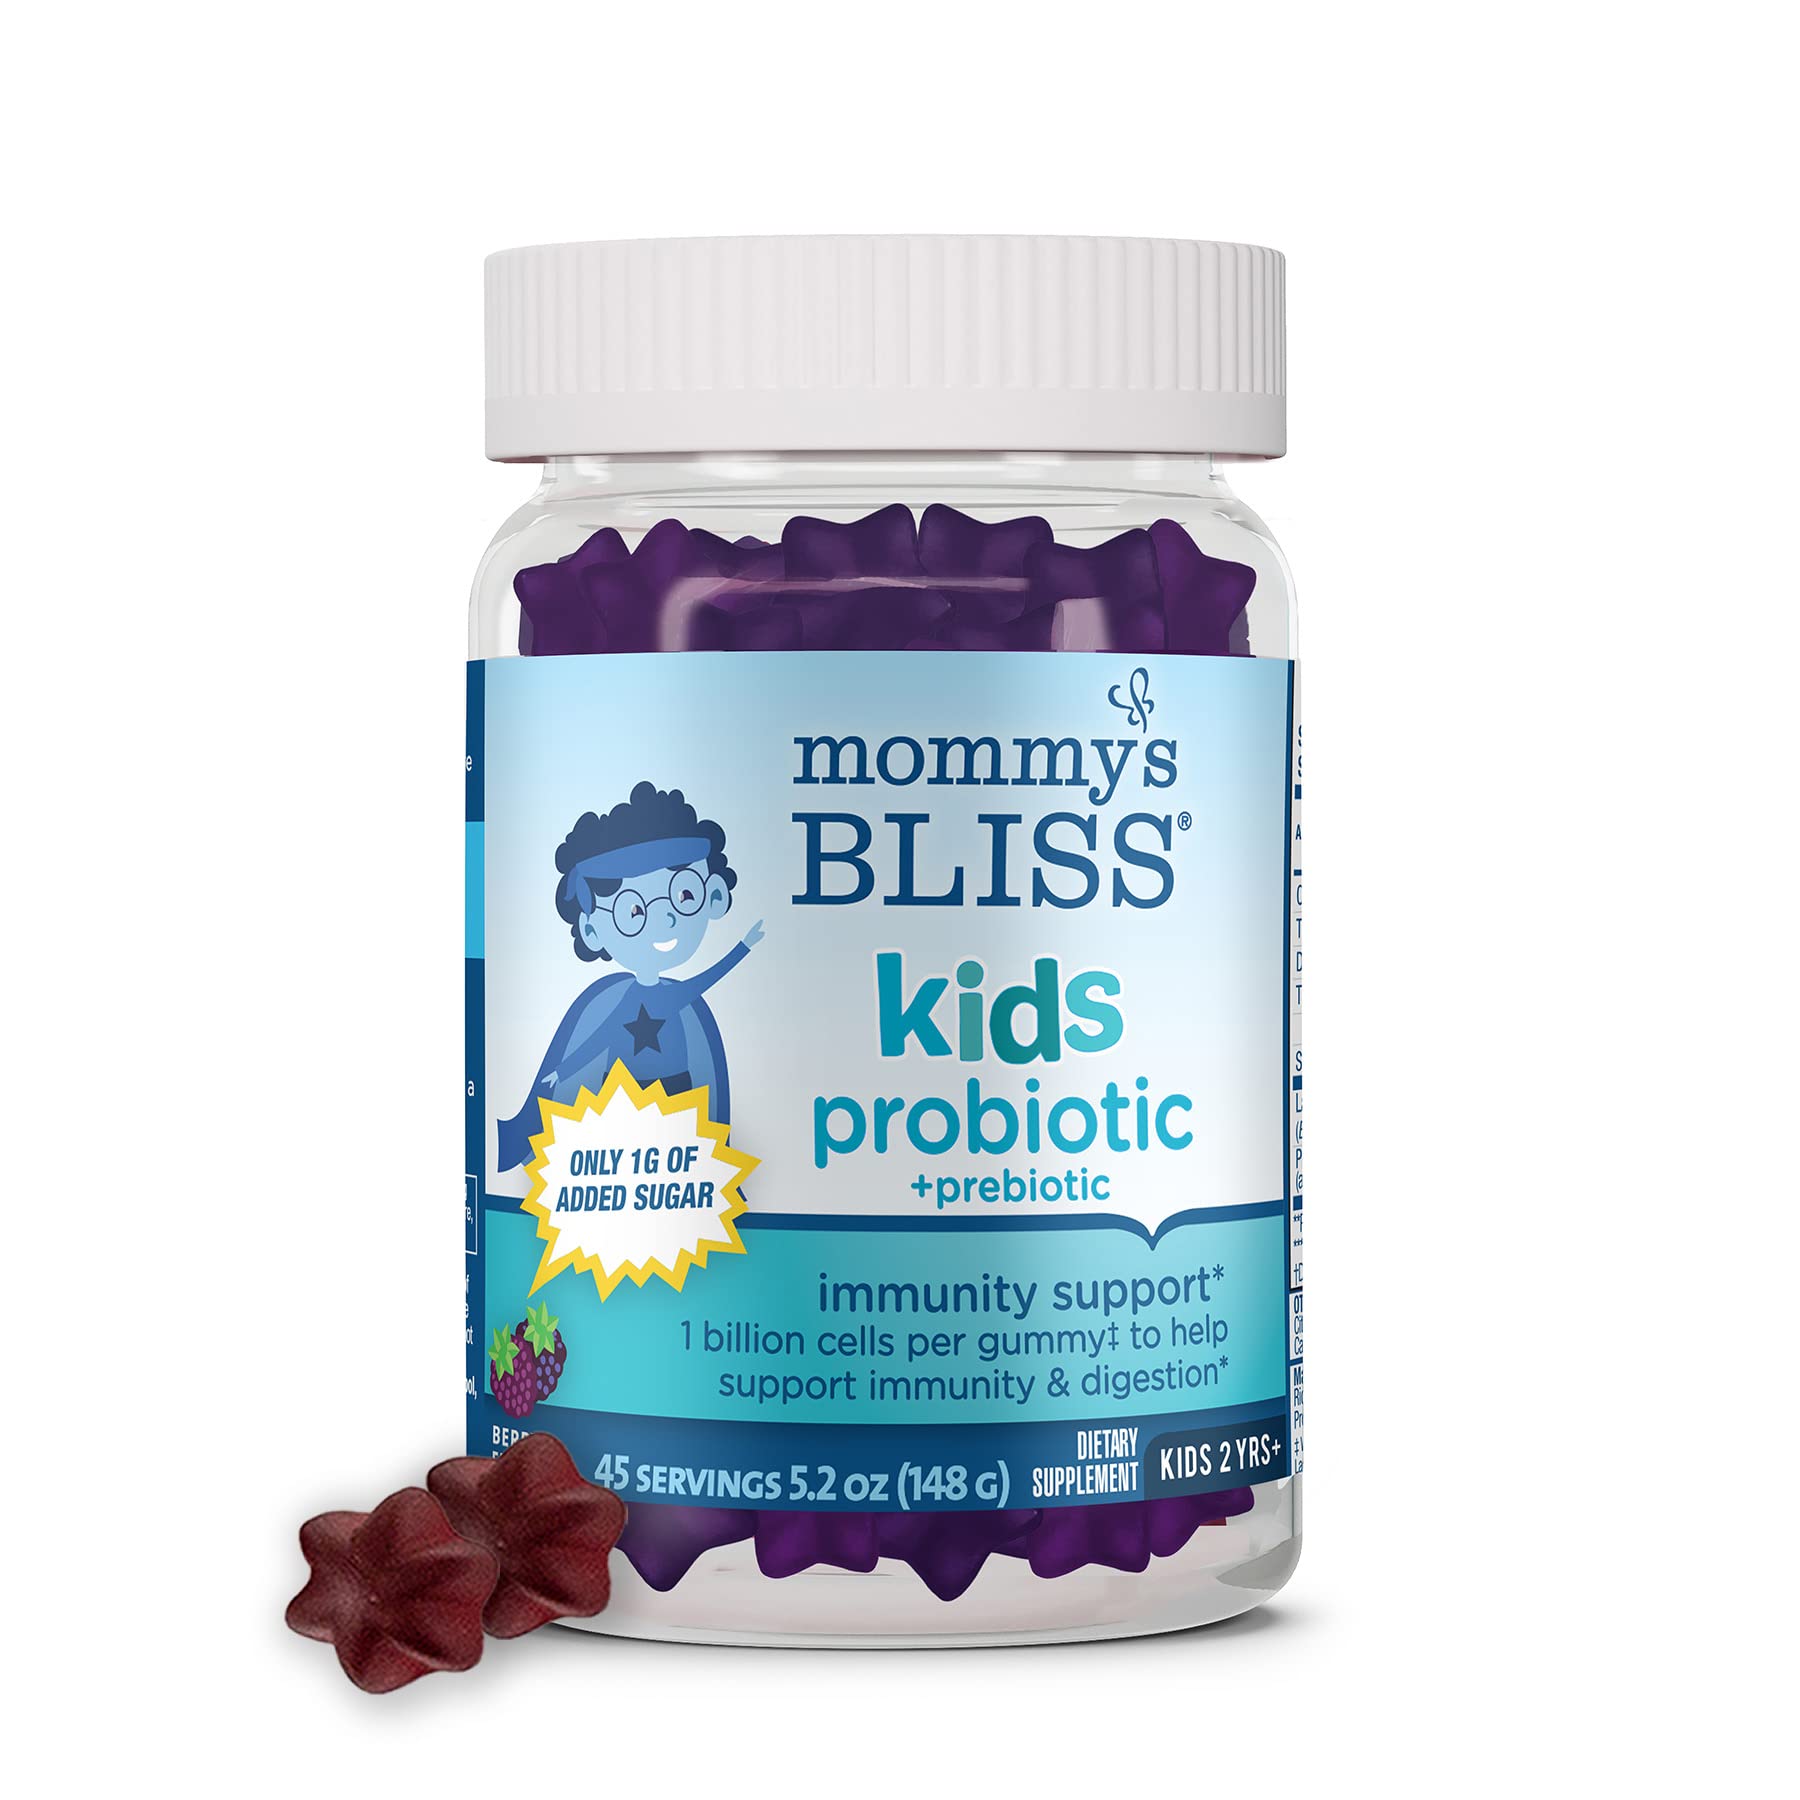 mommy's
BLISS®
kids
probiotic
+prebiotic
ONLY 1G OF
ADDED SUGAR
immunity support*
1 billion cells per gummy‡ to help
support immunity & digestion*
45 SERVINGS 5.2 OZ (148 G)
DIETARY
SUPPLEMENT
KIDS 2 YRS+